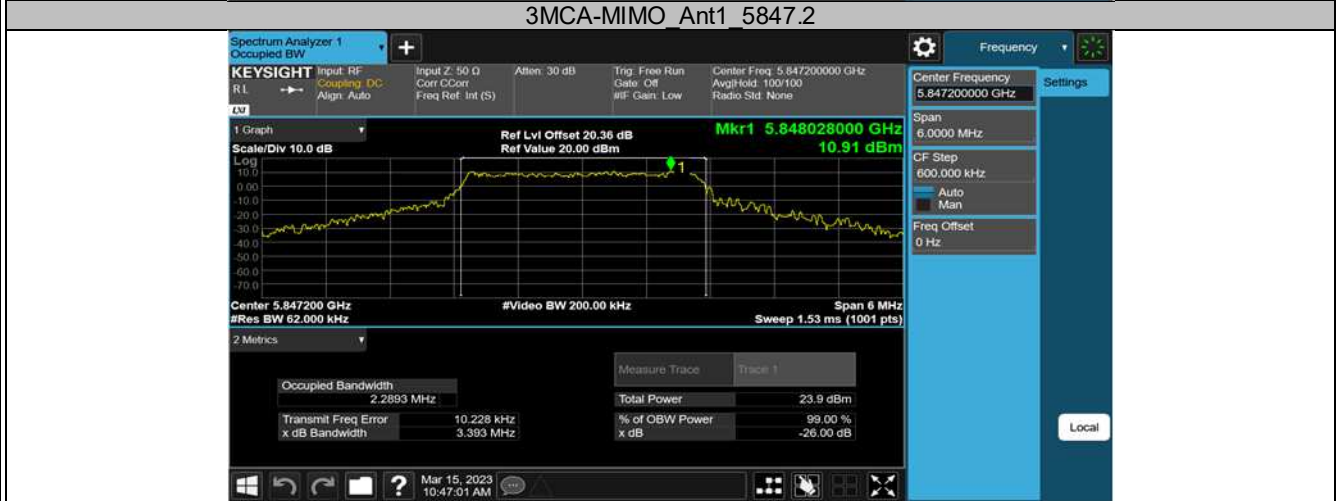 3MCA-MIMO_Ant1_5847.2
Spectrum Analyzer 1
Occupied BW
+
Frequency
KEYSIGHT
RL
LXI
Input: RF
Coupling: DC
Align: Auto
Input Z: 50 Ω
Corr CCorr
Freq Ref: Int (S)
Atten: 30 dB
Trig: Free Run
Gate: Off
#IF Gain: Low
Center Freq: 5.847200000 GHz
Avg|Hold: 100/100
Radio Std: None
Center Frequency
5.847200000 GHz
Settings
Span
6.0000 MHz
CF Step
600.000 kHz
Auto
Man
Freq Offset
0 Hz
1 Graph
Scale/Div 10.0 dB
Ref Lvl Offset 20.36 dB
Ref Value 20.00 dBm
Mkr1 5.848028000 GHz
10.91 dBm
Log
10.0
0.00
-10.0
-20.0
-30.0
-40.0
-50.0
-60.0
-70.0
1
Center 5.847200 GHz
#Res BW 62.000 kHz
#Video BW 200.00 kHz
Span 6 MHz
Sweep 1.53 ms (1001 pts)
2 Metrics
Measure Trace
Trace 1
Occupied Bandwidth
2.2893 MHz
Total Power
23.9 dBm
Transmit Freq Error
10.228 kHz
% of OBW Power
99.00 %
x dB Bandwidth
3.393 MHz
x dB
-26.00 dB
Local
?
Mar 15, 2023
10:47:01 AM